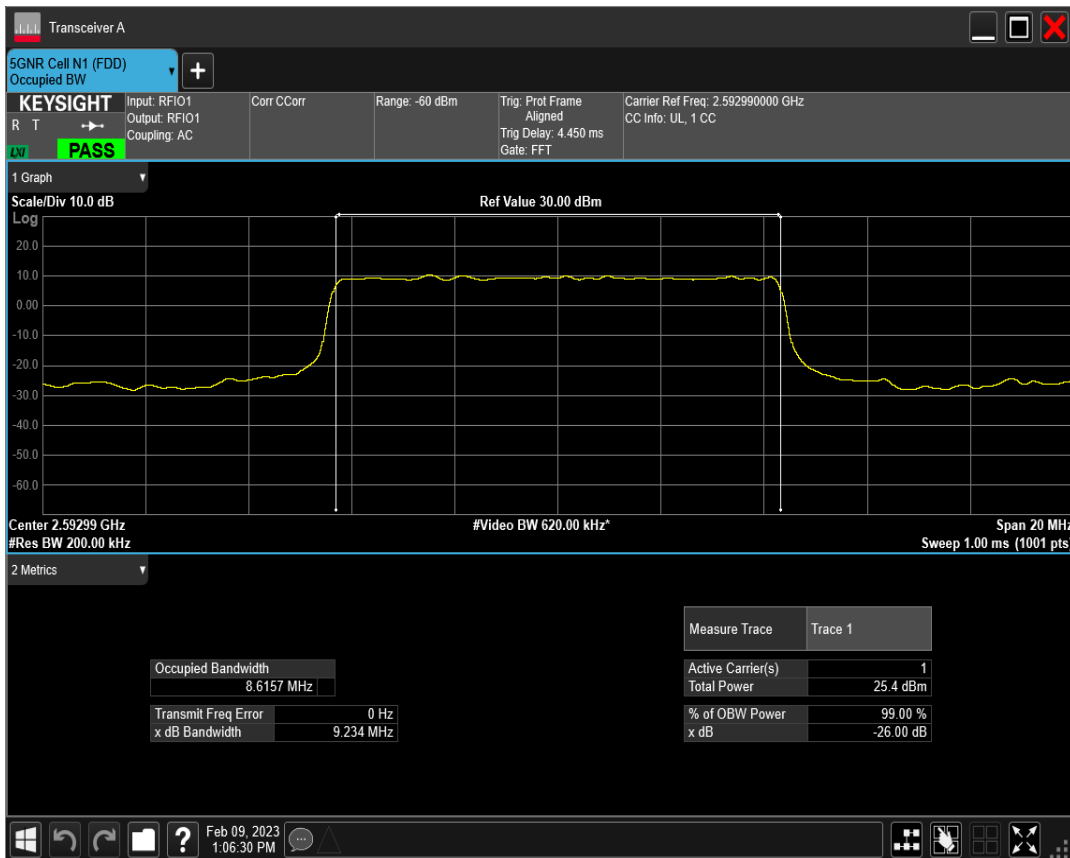 Transceiver A
5GNR Cell N1 (FDD)
Occupied BW
KEYSIGHT
R T
LXI
PASS
Input: RFIO1
Output: RFIO1
Coupling: AC
Corr CCorr
Range: -60 dBm
Trig: Prot Frame
Aligned
Trig Delay: 4.450 ms
Gate: FFT
Carrier Ref Freq: 2.592990000 GHz
CC Info: UL, 1 CC
1 Graph
Scale/Div 10.0 dB
Ref Value 30.00 dBm
Log
20.0
10.0
0.00
-10.0
-20.0
-30.0
-40.0
-50.0
-60.0
Center 2.59299 GHz
#Video BW 620.00 kHz*
Span 20 MHz
#Res BW 200.00 kHz
Sweep 1.00 ms (1001 pts)
2 Metrics
Measure Trace Trace 1
Occupied Bandwidth
8.6157 MHz
Active Carrier(s) 1
Total Power 25.4 dBm
Transmit Freq Error 0 Hz
x dB Bandwidth 9.234 MHz
% of OBW Power 99.00 %
x dB -26.00 dB
?
Feb 09, 2023
1:06:30 PM